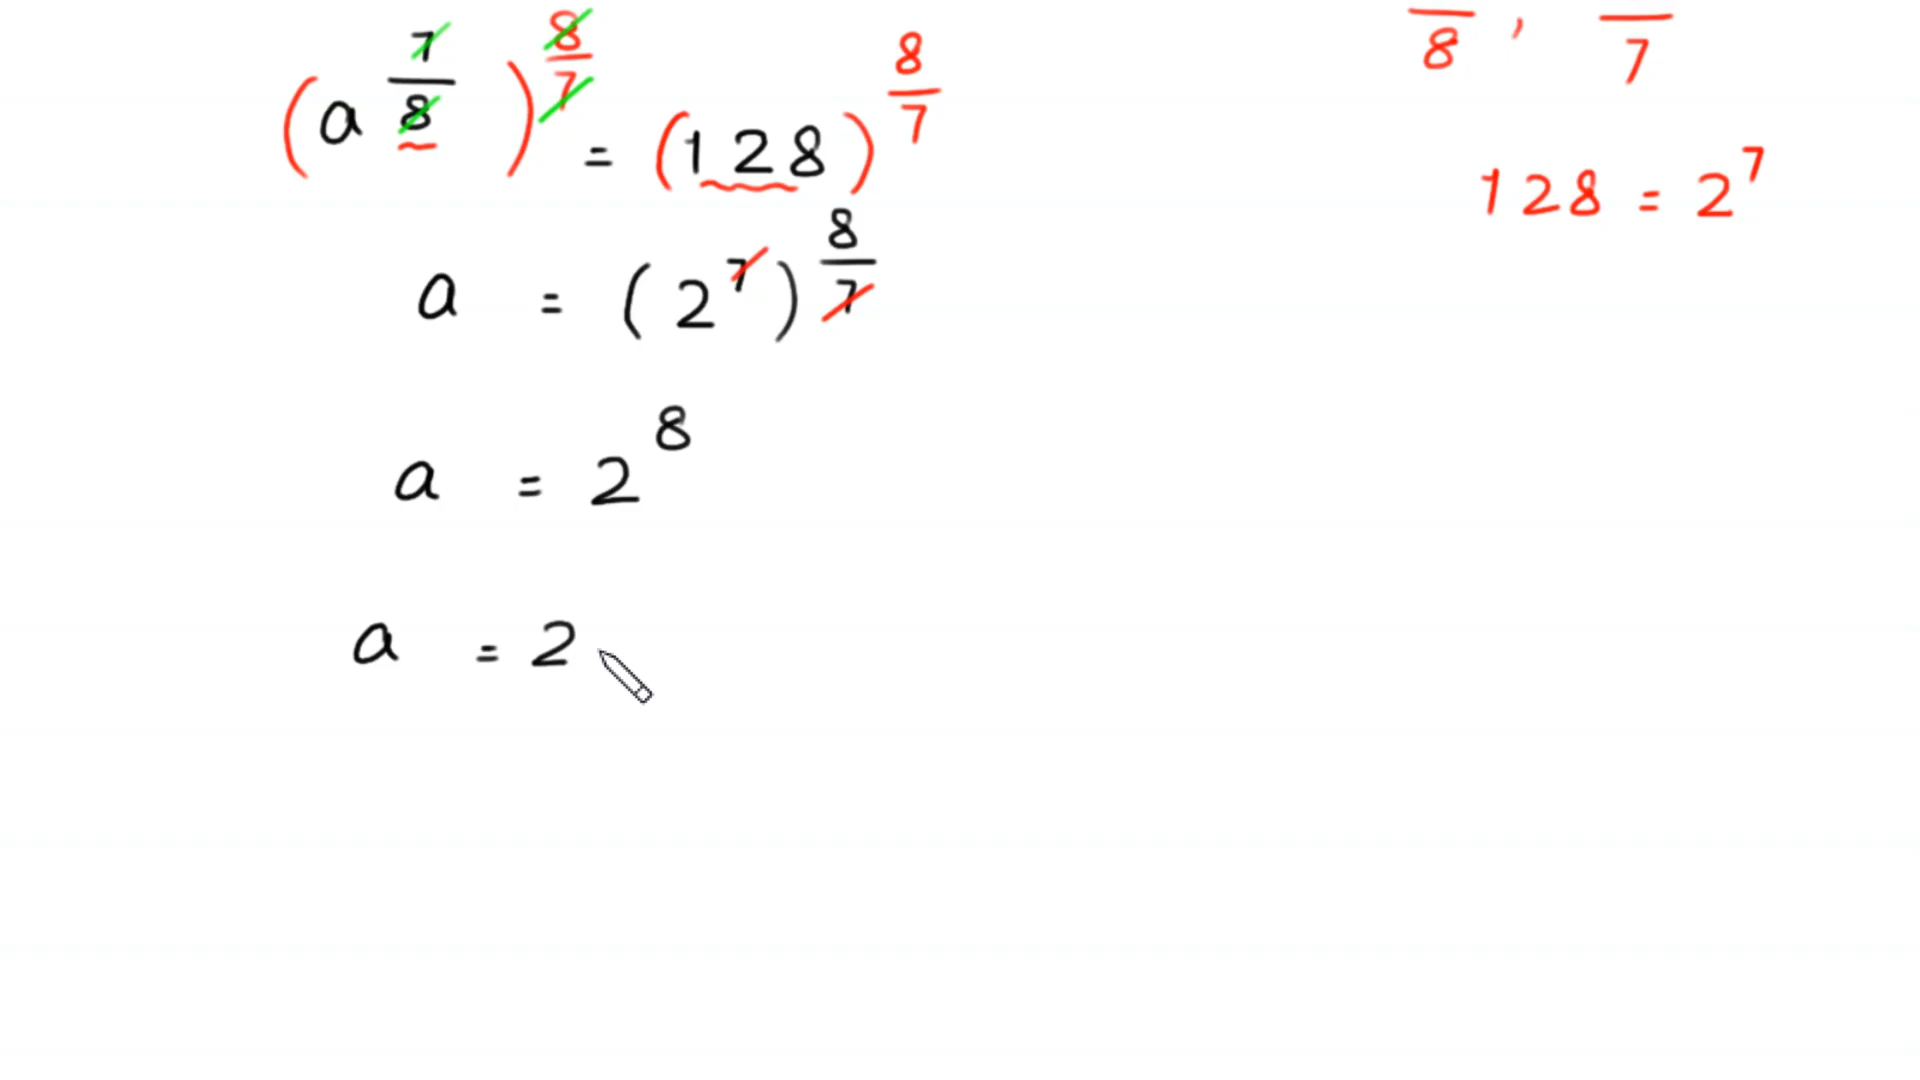 (a^(7/8))^(8/7) = (128)^(8/7)
a = (2^7)^(8/7)
a = 2^8
a = 2
8 , 7
128 = 2^7